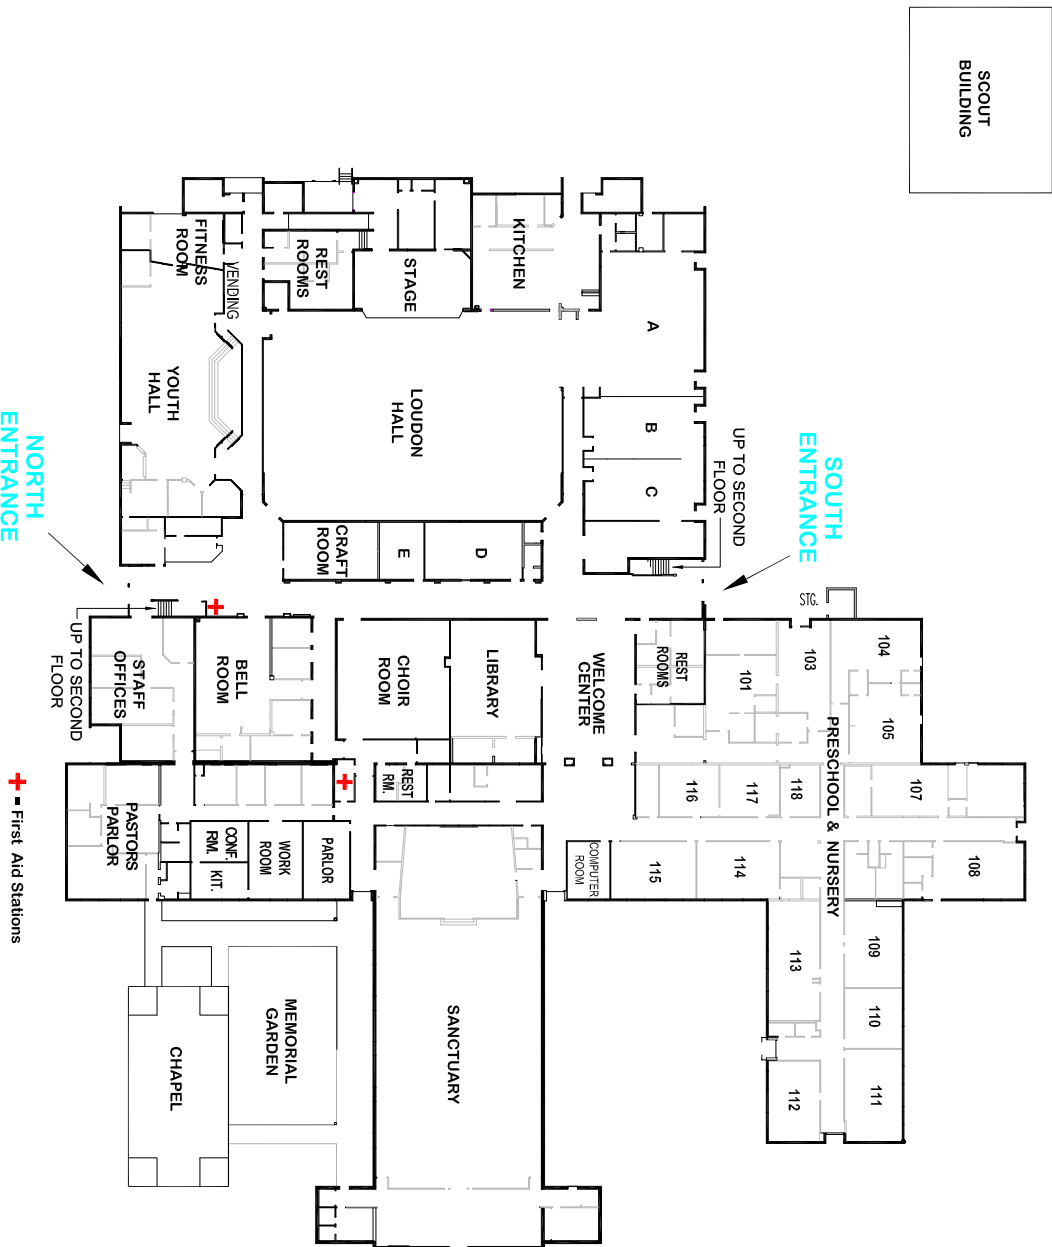 SCOUT
BUILDING
FITNESS
ROOM
VENDING
REST
ROOMS
STAGE
KITCHEN
A
YOUTH
HALL
LOUDON
HALL
B
C
UP TO SECOND
FLOOR
SOUTH
ENTRANCE
NORTH
ENTRANCE
CRAFT
ROOM
E
D
STG.
UP TO SECOND
FLOOR
STAFF
OFFICES
BELL
ROOM
CHOIR
ROOM
LIBRARY
WELCOME
CENTER
REST
ROOMS
101
103
104
105
PRESCHOOL & NURSERY
REST
RM.
116
117
118
107
PASTORS
PARLOR
CONF.
RM.
KIT.
WORK
ROOM
PARLOR
COMPUTER
ROOM
115
114
108
113
109
110
111
112
= First Aid Stations
MEMORIAL
GARDEN
CHAPEL
SANCTUARY